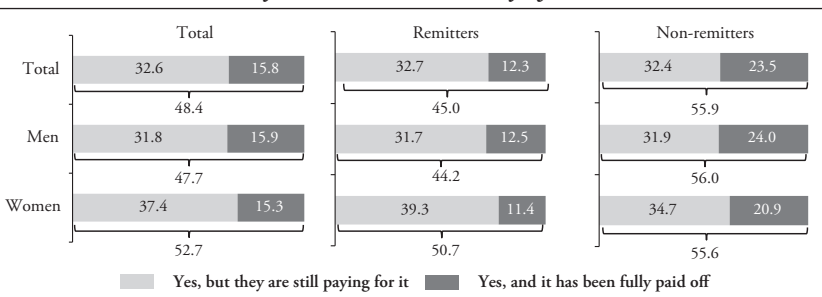 Total Remitters Non-remitters
Total 32.6 15.8 32.7 12.3 32.4 23.5
48.4 45.0 55.9
Men 31.8 15.9 31.7 12.5 31.9 24.0
47.7 44.2 56.0
Women 37.4 15.3 39.3 11.4 34.7 20.9
52.7 50.7 55.6
Yes, but they are still paying for it Yes, and it has been fully paid off